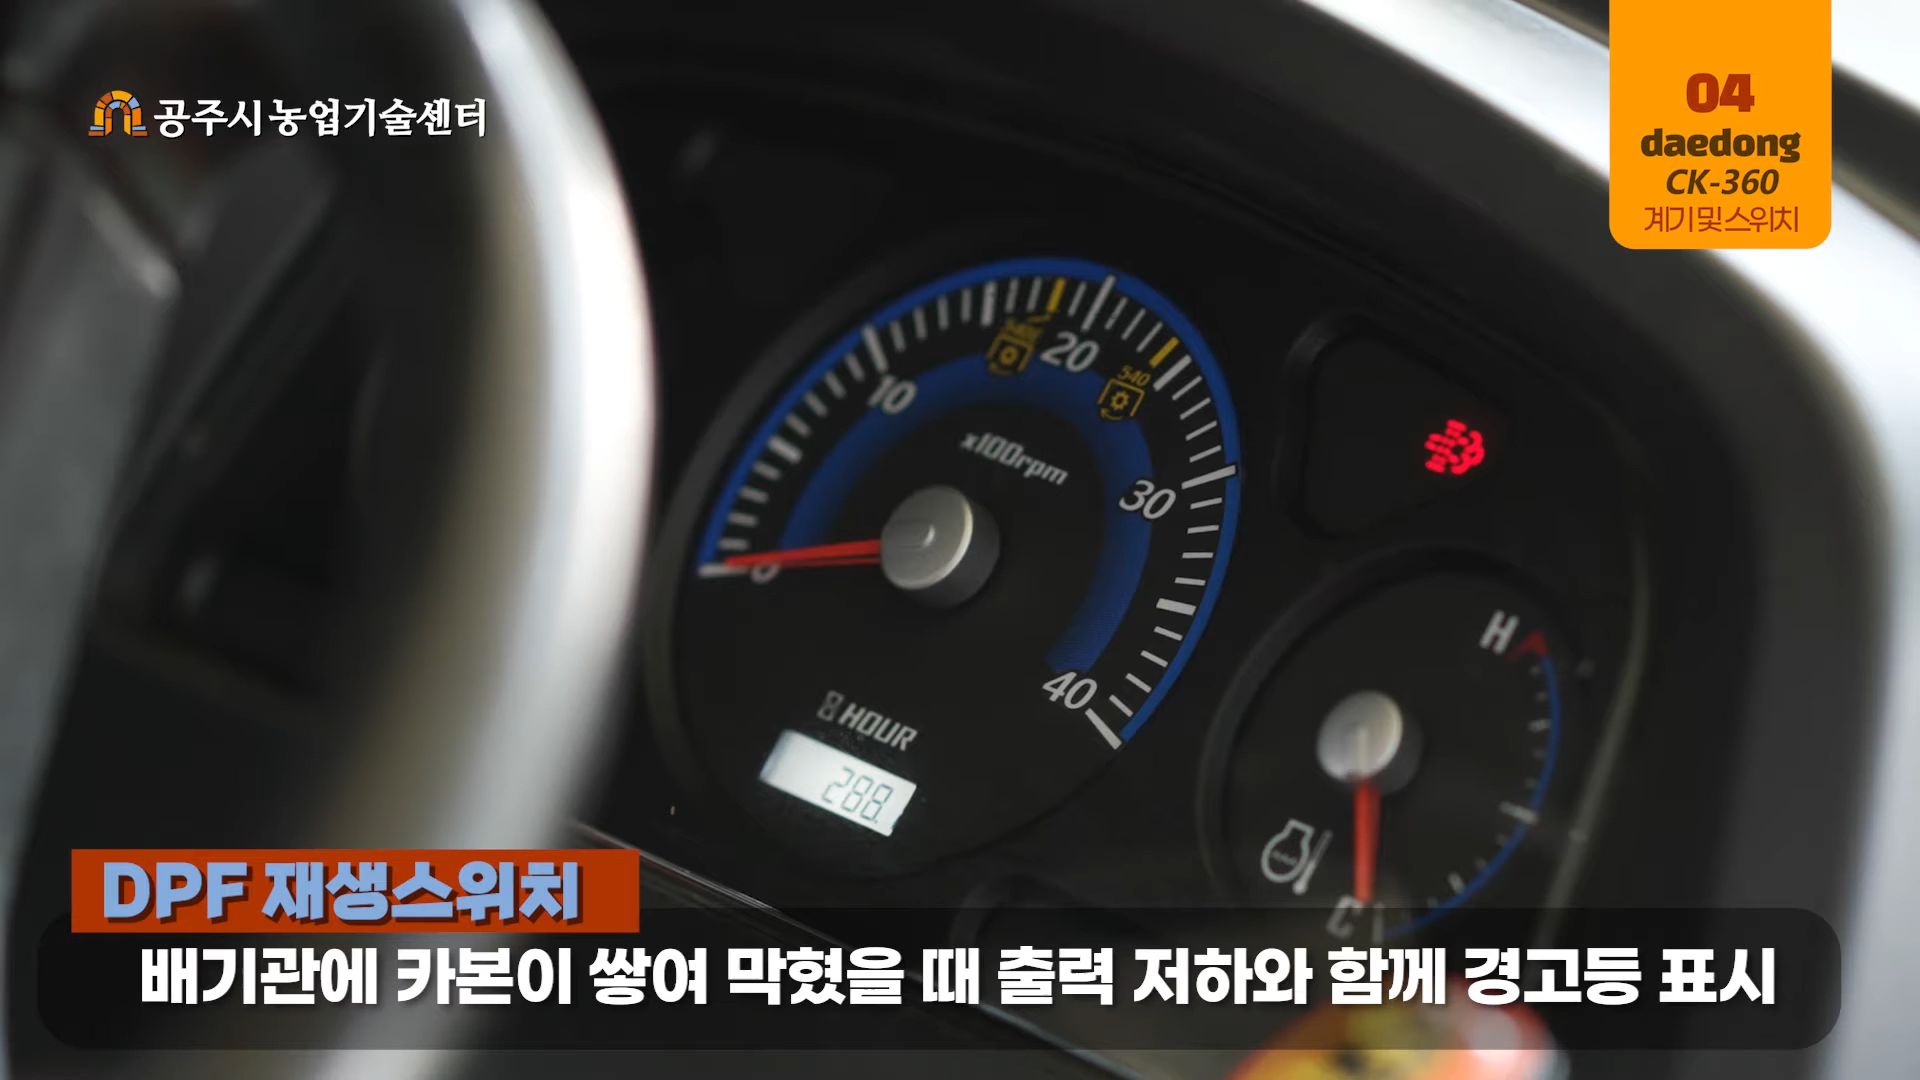 공주시농업기술센터
04
daedong
CK-360
계기 및 스위치
0
10
20
30
40
540
x100rpm
HOUR
288.
H
C
DPF 재생스위치
배기관에 카본이 쌓여 막혔을 때 출력 저하와 함께 경고등 표시